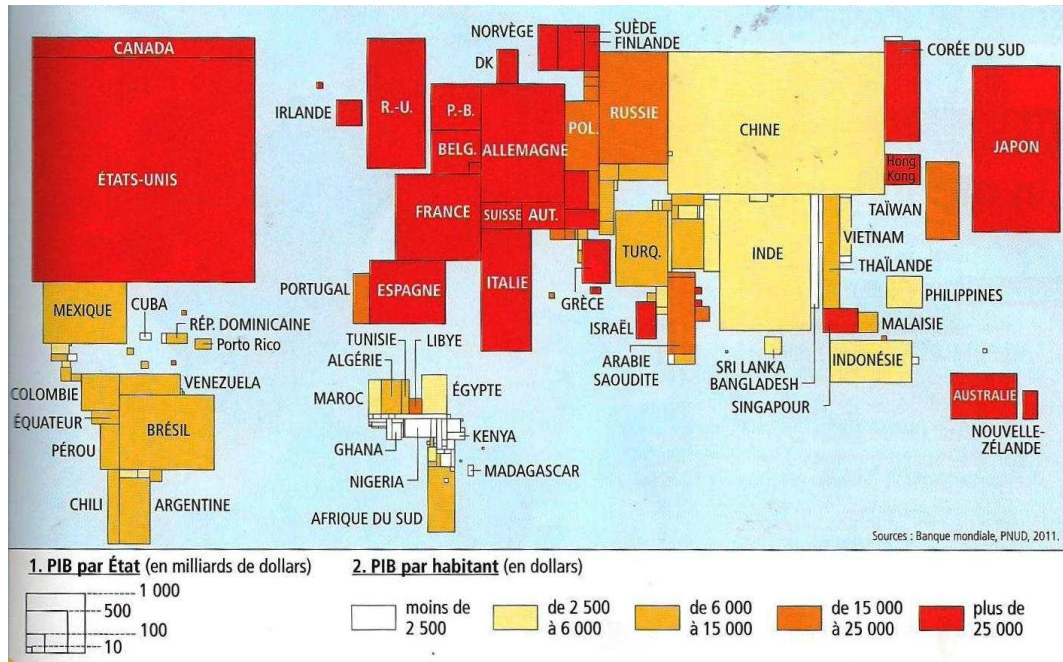 CANADA
ÉTATS-UNIS
MEXIQUE
CUBA
RÉP. DOMINICAINE
Porto Rico
COLOMBIE
VENEZUELA
ÉQUATEUR
PÉROU
BRÉSIL
CHILI
ARGENTINE
NORVÈGE
SUÈDE
FINLANDE
DK
IRLANDE
R.-U.
P.-B.
BELG.
ALLEMAGNE
POL.
RUSSIE
FRANCE
SUISSE
AUT.
PORTUGAL
ESPAGNE
ITALIE
GRÈCE
TURQ.
ISRAËL
ARABIE
SAOUDITE
TUNISIE
LIBYE
ALGÉRIE
MAROC
ÉGYPTE
GHANA
KENYA
NIGERIA
MADAGASCAR
AFRIQUE DU SUD
CHINE
CORÉE DU SUD
JAPON
Hong
Kong
TAÏWAN
INDE
VIETNAM
THAÏLANDE
PHILIPPINES
MALAISIE
SRI LANKA
BANGLADESH
INDONÉSIE
SINGAPOUR
AUSTRALIE
NOUVELLE-
ZÉLANDE
Sources : Banque mondiale, PNUD, 2011.
1. PIB par État (en milliards de dollars)
1 000
500
100
10
2. PIB par habitant (en dollars)
moins de
2 500
de 2 500
à 6 000
de 6 000
à 15 000
de 15 000
à 25 000
plus de
25 000